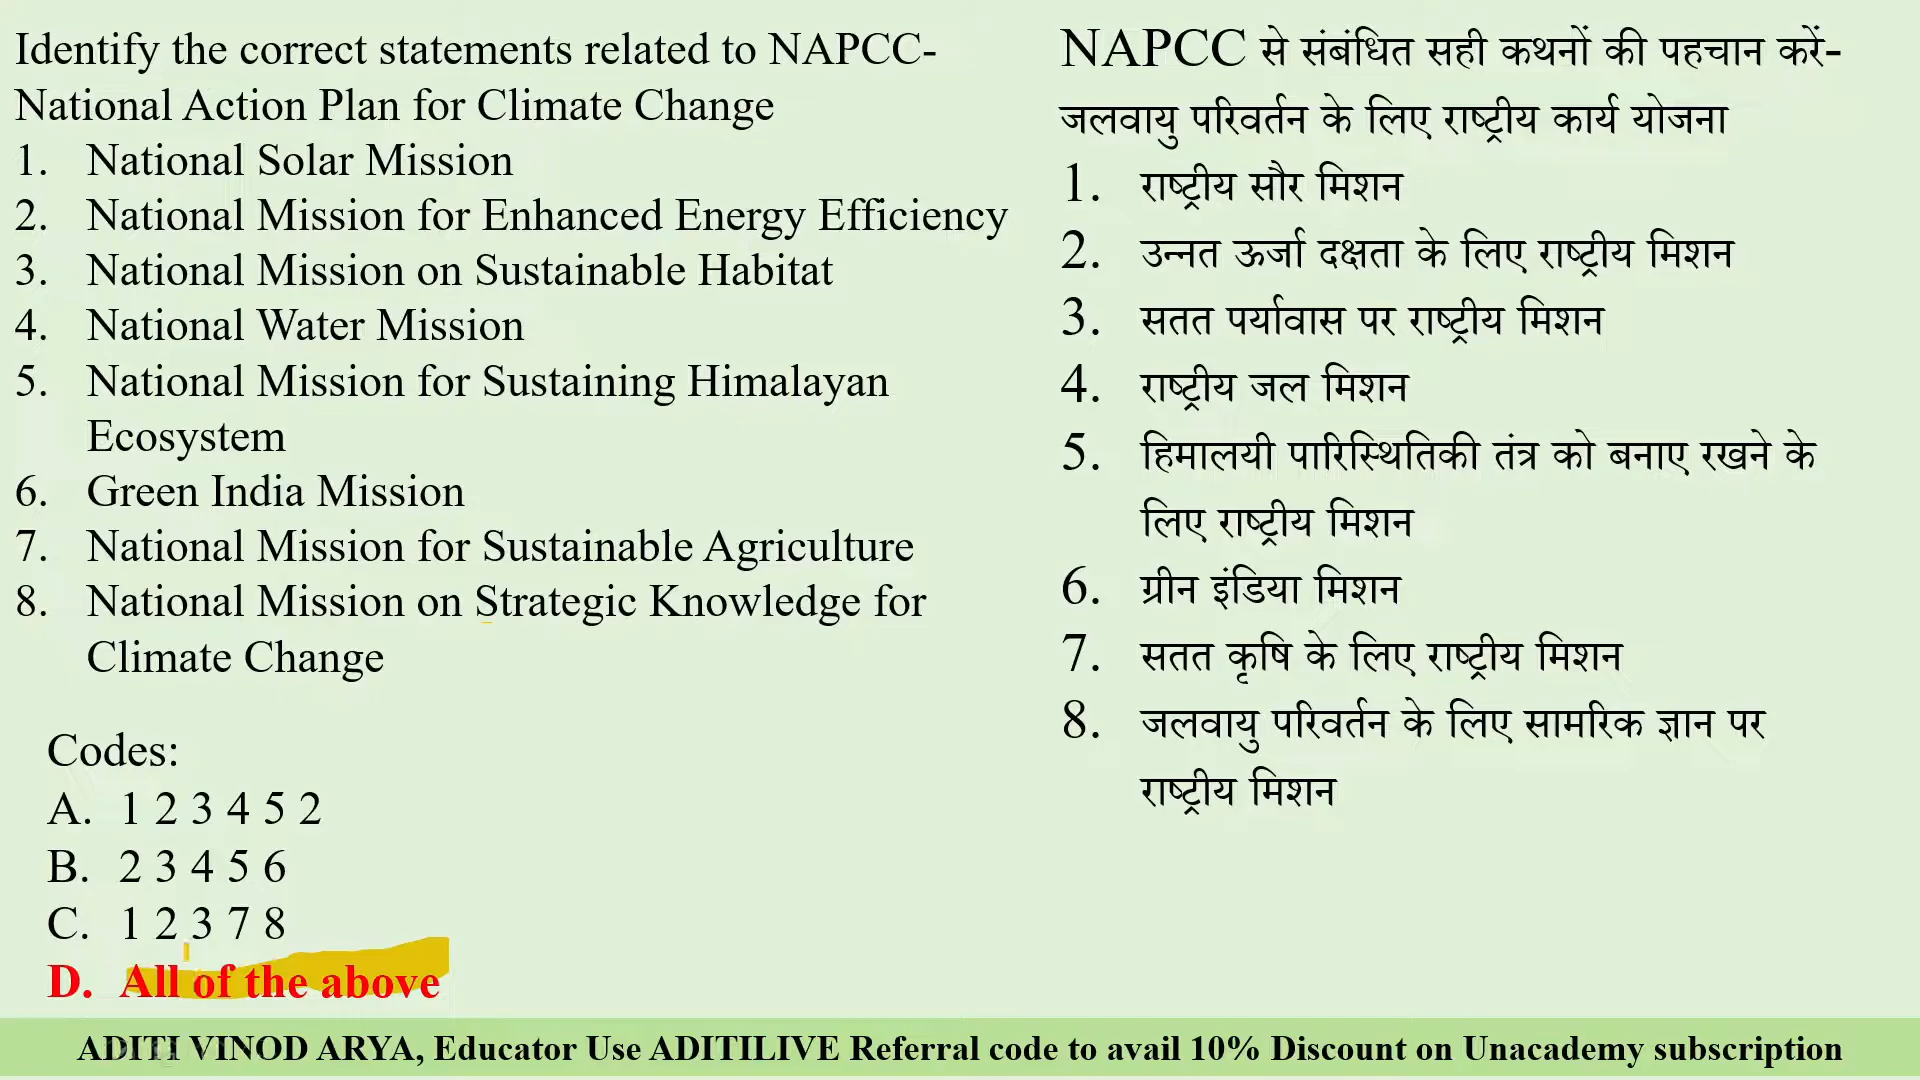 Identify the correct statements related to NAPCC-
National Action Plan for Climate Change
1. National Solar Mission
2. National Mission for Enhanced Energy Efficiency
3. National Mission on Sustainable Habitat
4. National Water Mission
5. National Mission for Sustaining Himalayan
Ecosystem
6. Green India Mission
7. National Mission for Sustainable Agriculture
8. National Mission on Strategic Knowledge for
Climate Change
Codes:
A. 1 2 3 4 5 2
B. 2 3 4 5 6
C. 1 2 3 7 8
D. All of the above
NAPCC से संबंधित सही कथनों की पहचान करें-
जलवायु परिवर्तन के लिए राष्ट्रीय कार्य योजना
1. राष्ट्रीय सौर मिशन
2. उन्नत ऊर्जा दक्षता के लिए राष्ट्रीय मिशन
3. सतत पर्यावास पर राष्ट्रीय मिशन
4. राष्ट्रीय जल मिशन
5. हिमालयी पारिस्थितिकी तंत्र को बनाए रखने के
लिए राष्ट्रीय मिशन
6. ग्रीन इंडिया मिशन
7. सतत कृषि के लिए राष्ट्रीय मिशन
8. जलवायु परिवर्तन के लिए सामरिक ज्ञान पर
राष्ट्रीय मिशन
ADITI VINOD ARYA, Educator Use ADITILIVE Referral code to avail 10% Discount on Unacademy subscription